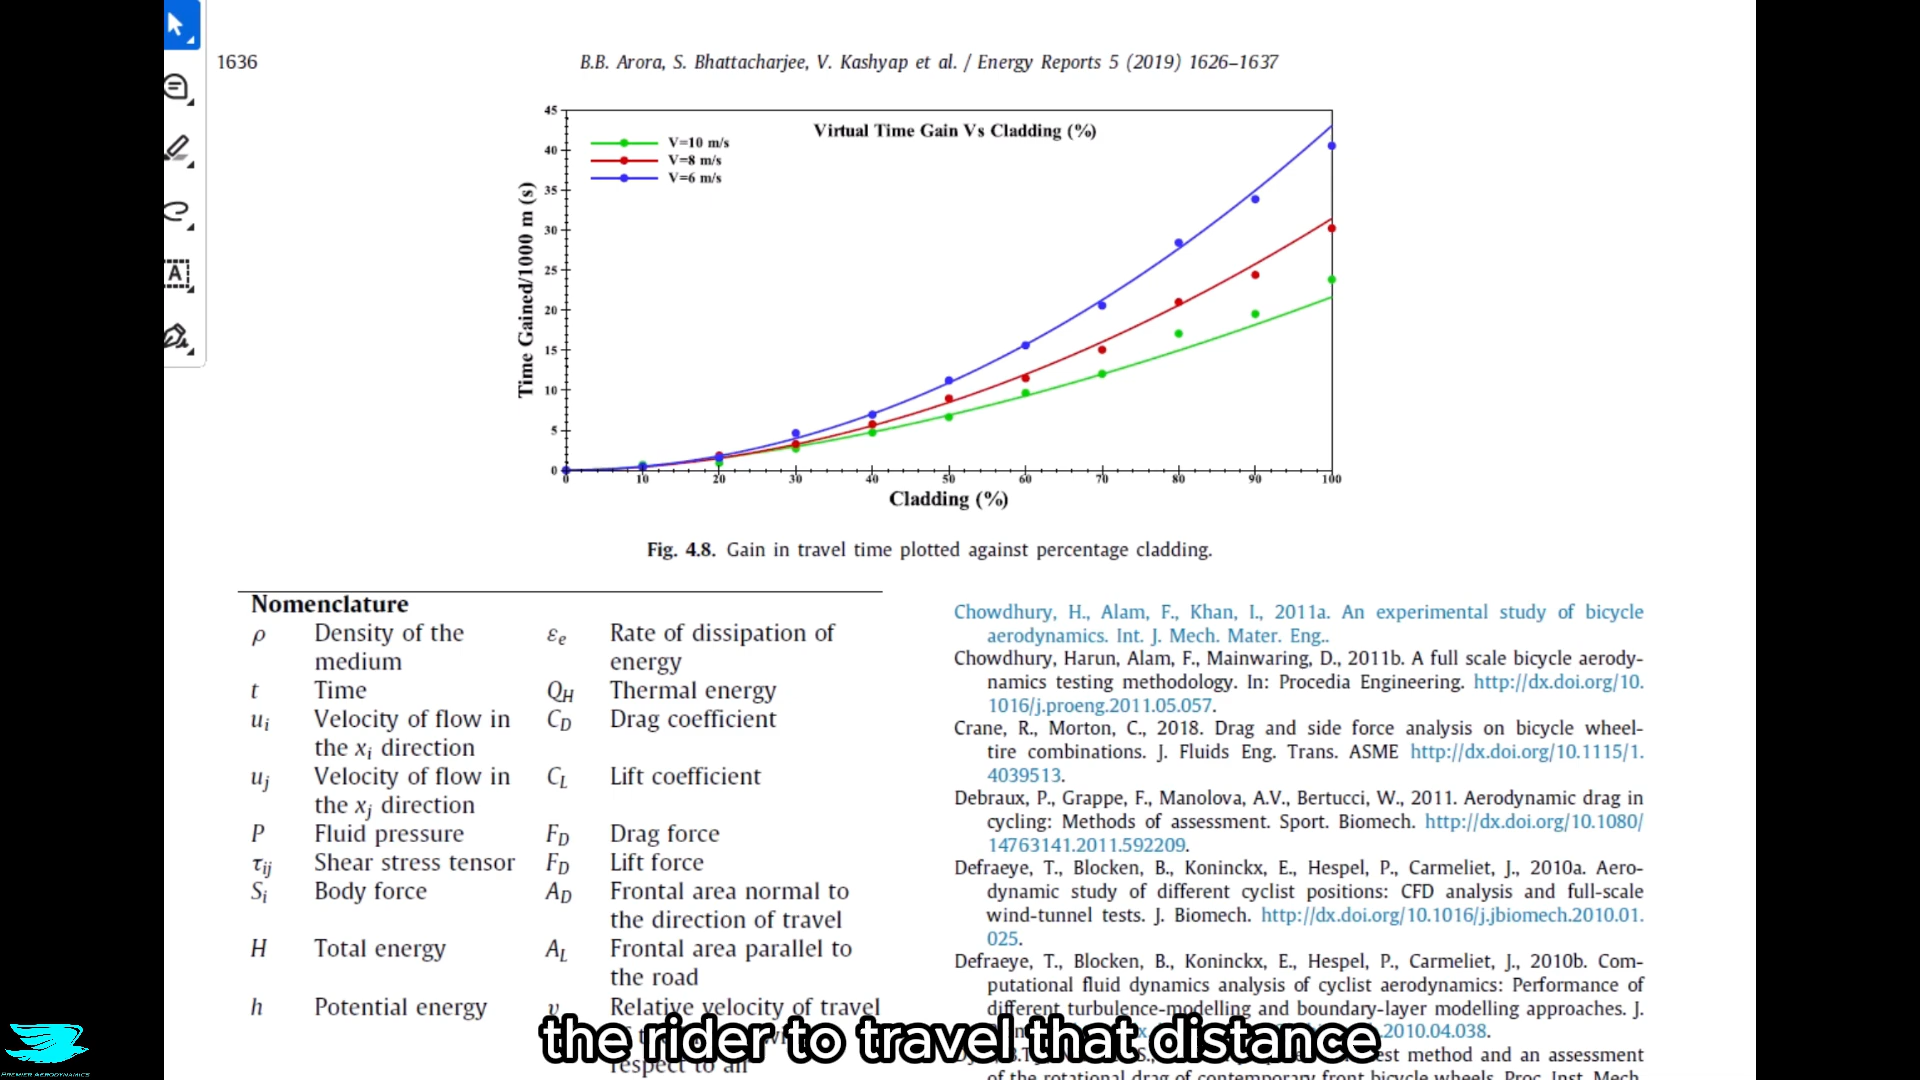 1636
B.B. Arora, S. Bhattacharjee, V. Kashyap et al. / Energy Reports 5 (2019) 1626–1637
Virtual Time Gain Vs Cladding (%)
V=10 m/s
V=8 m/s
V=6 m/s
Time Gained/1000 m (s)
45
40
35
30
25
20
15
10
5
0
0 10 20 30 40 50 60 70 80 90 100
Cladding (%)
Fig. 4.8. Gain in travel time plotted against percentage cladding.
Nomenclature
ρ Density of the
medium
t Time
u_i Velocity of flow in
the x_i direction
u_j Velocity of flow in
the x_j direction
P Fluid pressure
τ_ij Shear stress tensor
S_i Body force
H Total energy
h Potential energy
ε_e Rate of dissipation of
energy
Q_H Thermal energy
C_D Drag coefficient
C_L Lift coefficient
F_D Drag force
F_D Lift force
A_D Frontal area normal to
the direction of travel
A_L Frontal area parallel to
the road
Relative velocity of travel
respect to
Chowdhury, H., Alam, F., Khan, I., 2011a. An experimental study of bicycle
aerodynamics. Int. J. Mech. Mater. Eng..
Chowdhury, Harun, Alam, F., Mainwaring, D., 2011b. A full scale bicycle aerody-
namics testing methodology. In: Procedia Engineering. http://dx.doi.org/10.
1016/j.proeng.2011.05.057.
Crane, R., Morton, C., 2018. Drag and side force analysis on bicycle wheel-
tire combinations. J. Fluids Eng. Trans. ASME http://dx.doi.org/10.1115/1.
4039513.
Debraux, P., Grappe, F., Manolova, A.V., Bertucci, W., 2011. Aerodynamic drag in
cycling: Methods of assessment. Sport. Biomech. http://dx.doi.org/10.1080/
14763141.2011.592209.
Defraeye, T., Blocken, B., Koninckx, E., Hespel, P., Carmeliet, J., 2010a. Aero-
dynamic study of different cyclist positions: CFD analysis and full-scale
wind-tunnel tests. J. Biomech. http://dx.doi.org/10.1016/j.jbiomech.2010.01.
025.
Defraeye, T., Blocken, B., Koninckx, E., Hespel, P., Carmeliet, J., 2010b. Com-
putational fluid dynamics analysis of cyclist aerodynamics: Performance of
different turbulence-modelling and boundary-layer modelling approaches. J.
.2010.04.038.
est method and an assessment
of the rotational drag of contemporary front bicycle wheels. Proc. Inst. Mech.
the rider to travel that distance
PREMIER AERODYNAMICS